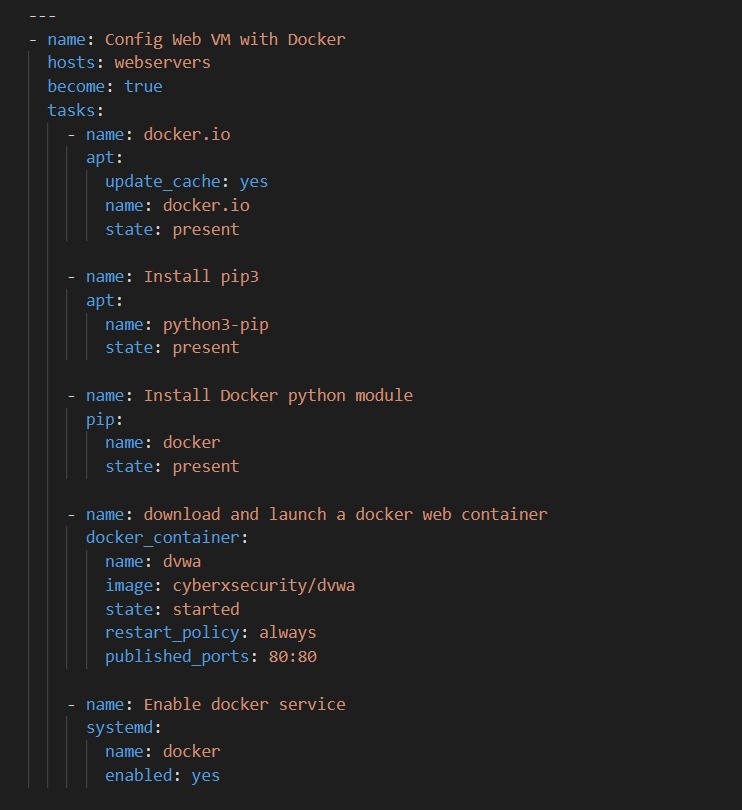 ---
- name: Config Web VM with Docker
  hosts: webservers
  become: true
  tasks:
    - name: docker.io
      apt:
        update_cache: yes
        name: docker.io
        state: present

    - name: Install pip3
      apt:
        name: python3-pip
        state: present

    - name: Install Docker python module
      pip:
        name: docker
        state: present

    - name: download and launch a docker web container
      docker_container:
        name: dvwa
        image: cyberxsecurity/dvwa
        state: started
        restart_policy: always
        published_ports: 80:80

    - name: Enable docker service
      systemd:
        name: docker
        enabled: yes